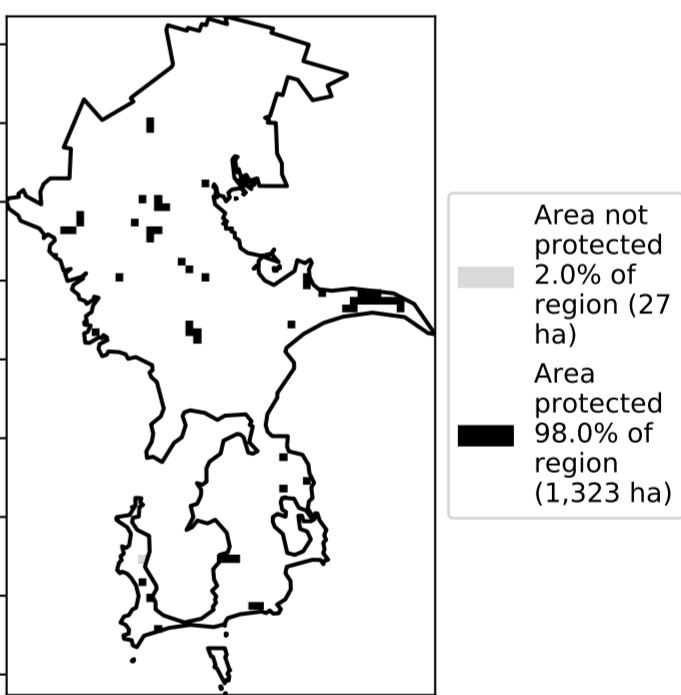 Area not
protected
2.0% of
region (27
ha)
Area
protected
98.0% of
region
(1,323 ha)